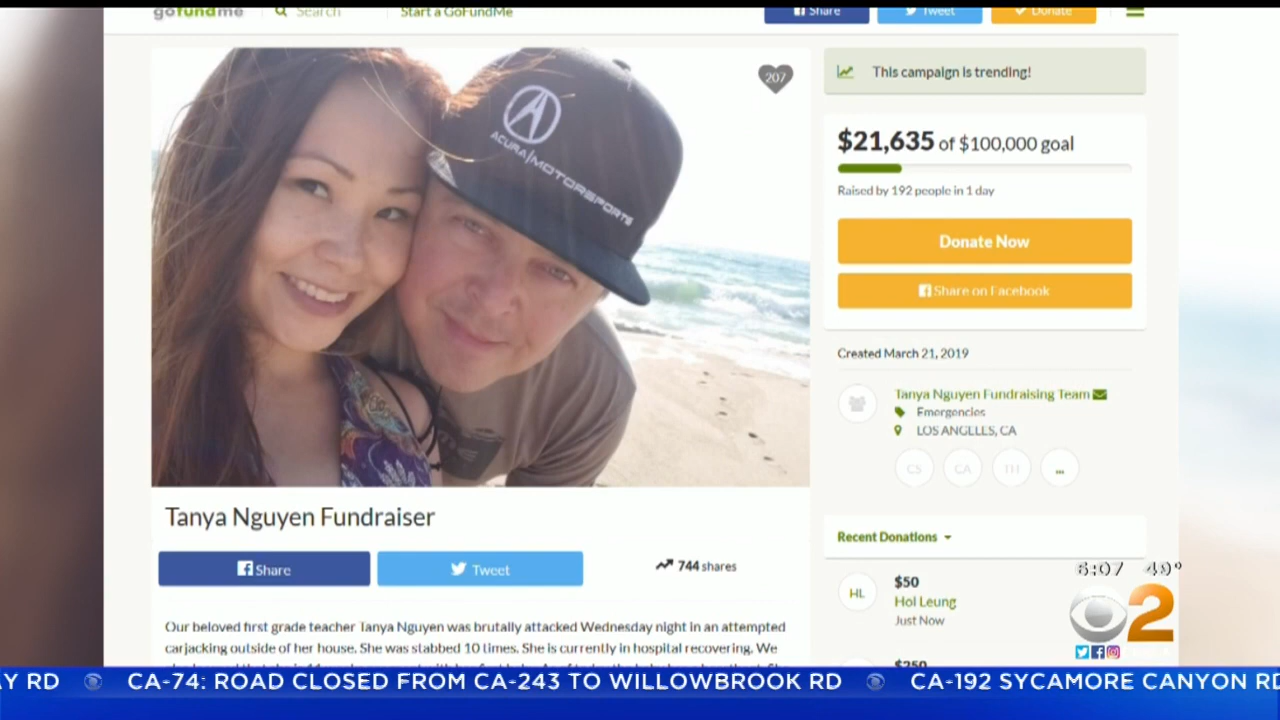 gofundme
Search
Start a GoFundMe
Share
Tweet
Donate
207
ACURA/MOTORSPORTS
This campaign is trending!
$21,635 of $100,000 goal
Raised by 192 people in 1 day
Donate Now
Share on Facebook
Created March 21, 2019
Tanya Nguyen Fundraising Team
Emergencies
LOS ANGELES, CA
CS
CA
TH
...
Tanya Nguyen Fundraiser
Share
Tweet
744 shares
Our beloved first grade teacher Tanya Nguyen was brutally attacked Wednesday night in an attempted
carjacking outside of her house. She was stabbed 10 times. She is currently in hospital recovering. We
Recent Donations
HL
$50
Hol Leung
Just Now
$250
6:07 49°
2
AY RD CA-74: ROAD CLOSED FROM CA-243 TO WILLOWBROOK RD CA-192 SYCAMORE CANYON RD